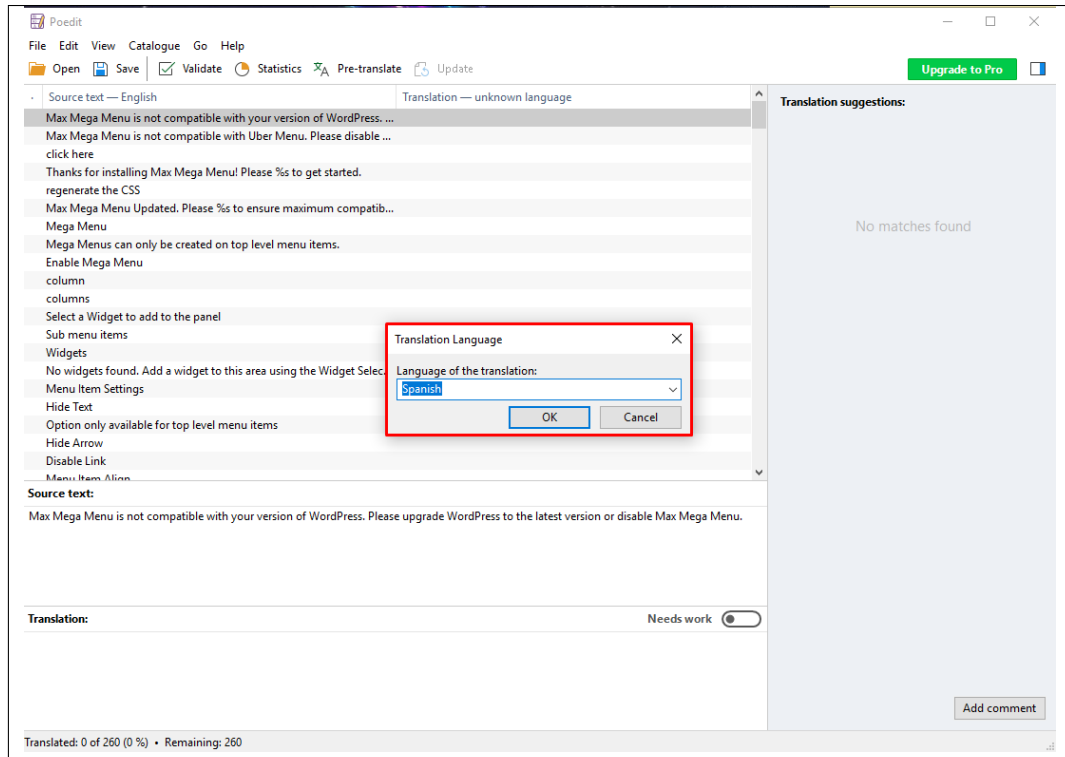 Poedit
File Edit View Catalogue Go Help
Open Save Validate Statistics Pre-translate Update Upgrade to Pro
Source text — English Translation — unknown language
Max Mega Menu is not compatible with your version of WordPress. ...
Max Mega Menu is not compatible with Uber Menu. Please disable ...
click here
Thanks for installing Max Mega Menu! Please %s to get started.
regenerate the CSS
Max Mega Menu Updated. Please %s to ensure maximum compatib...
Mega Menu
Mega Menus can only be created on top level menu items.
Enable Mega Menu
column
columns
Select a Widget to add to the panel
Sub menu items
Widgets
No widgets found. Add a widget to this area using the Widget Selec
Menu Item Settings
Hide Text
Option only available for top level menu items
Hide Arrow
Disable Link
Menu Item Align
Translation Language
Language of the translation:
Spanish
OK Cancel
Translation suggestions:
No matches found
Source text:
Max Mega Menu is not compatible with your version of WordPress. Please upgrade WordPress to the latest version or disable Max Mega Menu.
Translation: Needs work
Add comment
Translated: 0 of 260 (0 %) • Remaining: 260